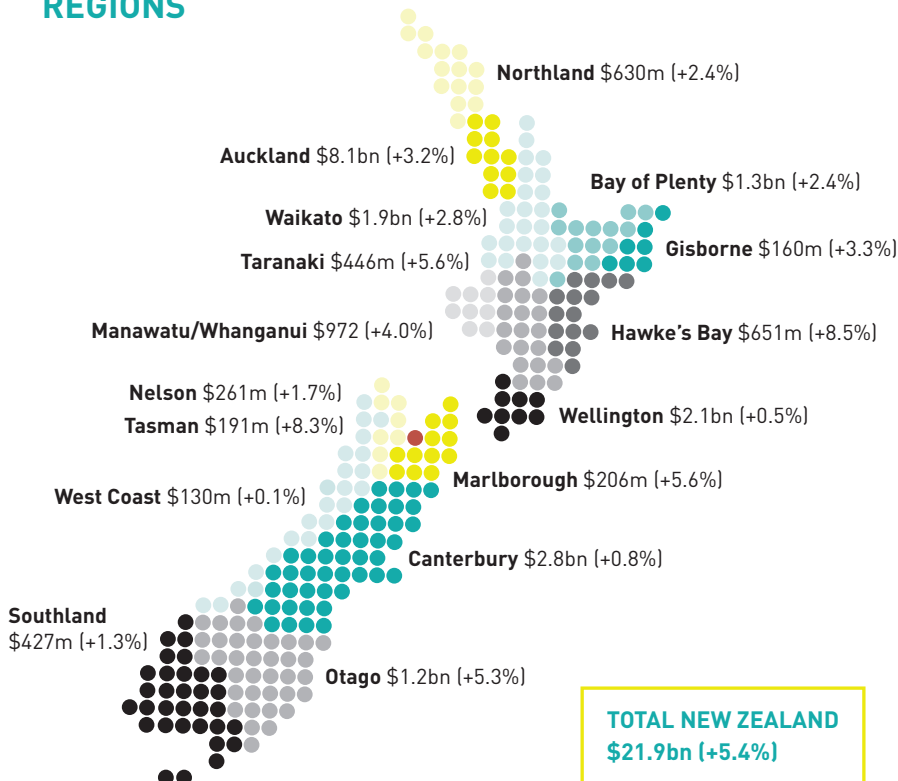 REGIONS
Northland $630m (+2.4%)
Auckland $8.1bn (+3.2%)
Bay of Plenty $1.3bn (+2.4%)
Waikato $1.9bn (+2.8%)
Gisborne $160m (+3.3%)
Taranaki $446m (+5.6%)
Manawatu/Whanganui $972 (+4.0%)
Hawke's Bay $651m (+8.5%)
Nelson $261m (+1.7%)
Tasman $191m (+8.3%)
Wellington $2.1bn (+0.5%)
Marlborough $206m (+5.6%)
West Coast $130m (+0.1%)
Canterbury $2.8bn (+0.8%)
Southland
$427m (+1.3%)
Otago $1.2bn (+5.3%)
TOTAL NEW ZEALAND
$21.9bn (+5.4%)